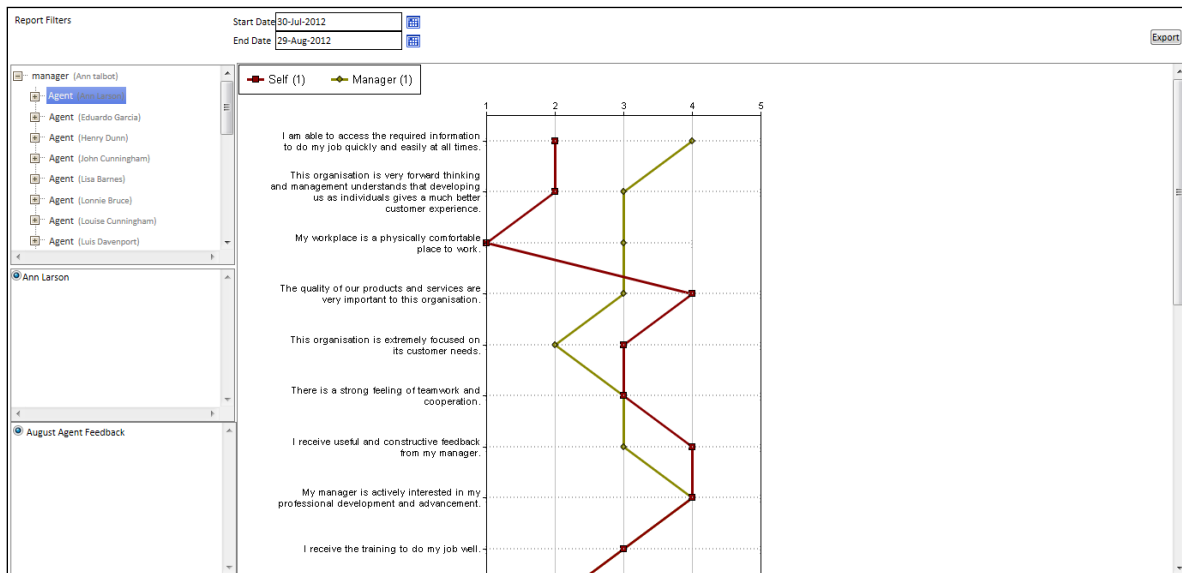 Report Filters
Start Date 30-Jul-2012
End Date 29-Aug-2012
Export
manager (Ann talbot)
Agent (Ann Larson)
Agent (Eduardo Garcia)
Agent (Henry Dunn)
Agent (John Cunningham)
Agent (Lisa Barnes)
Agent (Lonnie Bruce)
Agent (Louise Cunningham)
Agent (Luis Davenport)
Ann Larson
August Agent Feedback
Self (1) Manager (1)
1 2 3 4 5
I am able to access the required information
to do my job quickly and easily at all times.
This organisation is very forward thinking
and management understands that developing
us as individuals gives a much better
customer experience.
My workplace is a physically comfortable
place to work.
The quality of our products and services are
very important to this organisation.
This organisation is extremely focused on
its customer needs.
There is a strong feeling of teamwork and
cooperation.
I receive useful and constructive feedback
from my manager.
My manager is actively interested in my
professional development and advancement.
I receive the training to do my job well.